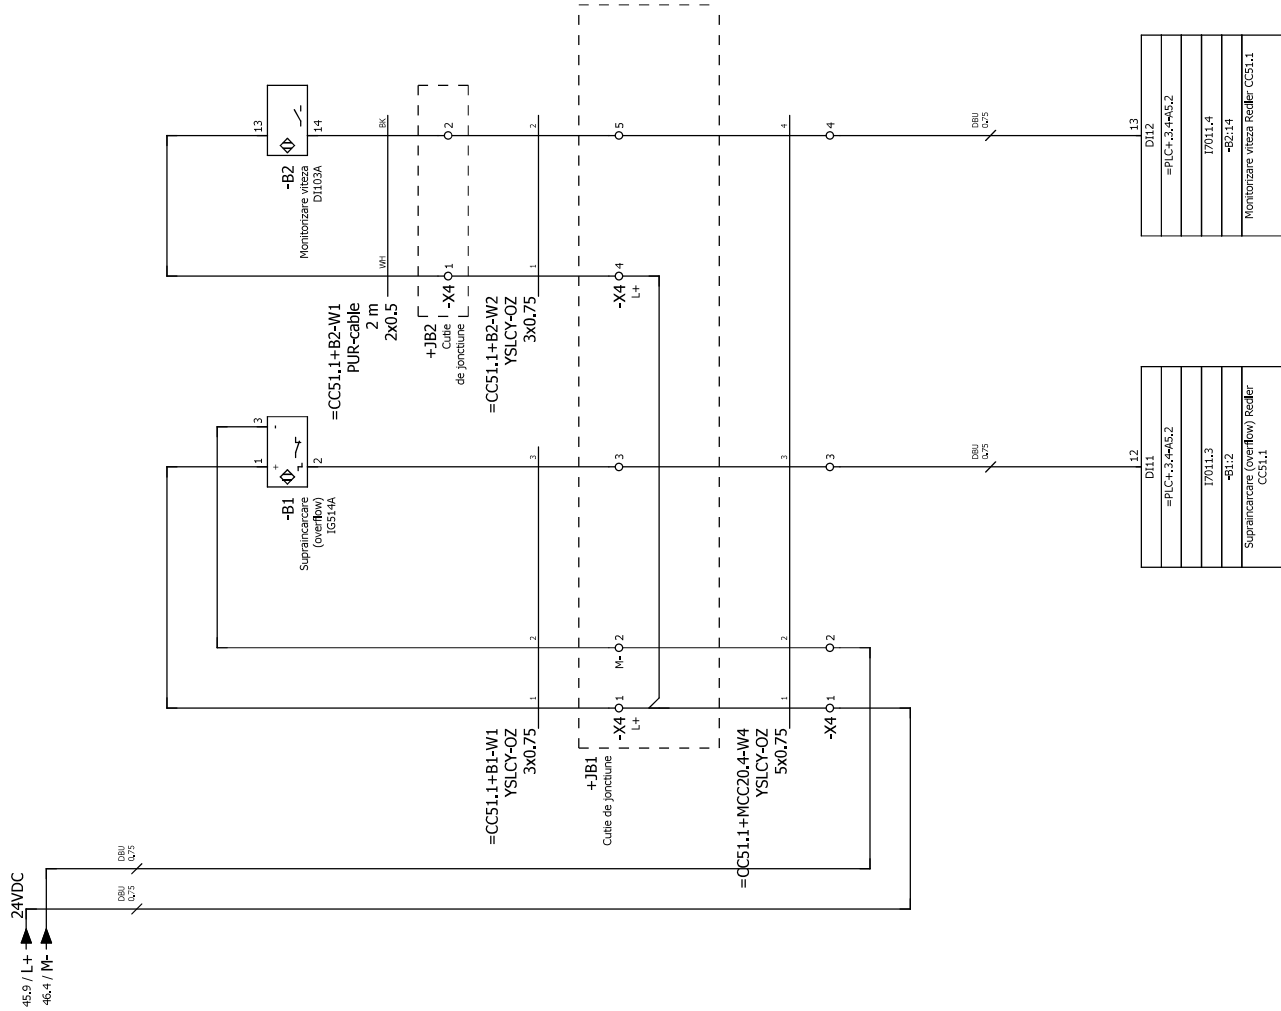 24VDC
45.9 / L+
46.4 / M-
DBU
0.75
DBU
0.75
1
3
+
-
2
-B1
Supraincarcare
(overflow)
IG514A
13
14
-B2
Monitorizare viteza
DI103A
WH
BK
=CC51.1+B2-W1
PUR-cable
2 m
2x0.5
+JB2
Cutie
de jonctiune
-X4
1
2
=CC51.1+B1-W1
YSLCY-OZ
3x0.75
1
2
3
=CC51.1+B2-W2
YSLCY-OZ
3x0.75
1
2
+JB1
Cutie de jonctiune
-X4
1
L+
2
M-
3
-X4
4
L+
5
=CC51.1+MCC20.4-W4
YSLCY-OZ
5x0.75
1
2
3
4
-X4
1
2
3
4
DBU
0.75
DBU
0.75
12
DI11
=PLC+.3.4-A5.2
I7011.3
-B1:2
Supraincarcare (overflow) Redler
CC51.1
13
DI12
=PLC+.3.4-A5.2
I7011.4
-B2:14
Monitorizare viteza Redler CC51.1